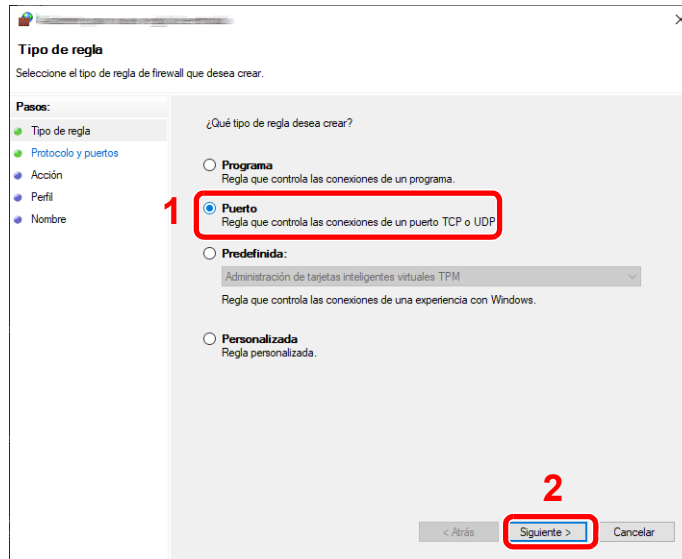 Tipo de regla
Seleccione el tipo de regla de firewall que desea crear.
Pasos:
Tipo de regla
Protocolo y puertos
Acción
Perfil
Nombre
¿Qué tipo de regla desea crear?
Programa
Regla que controla las conexiones de un programa.
1
Puerto
Regla que controla las conexiones de un puerto TCP o UDP
Predefinida:
Administración de tarjetas inteligentes virtuales TPM
Regla que controla las conexiones de una experiencia con Windows.
Personalizada
Regla personalizada.
2
< Atrás
Siguiente >
Cancelar